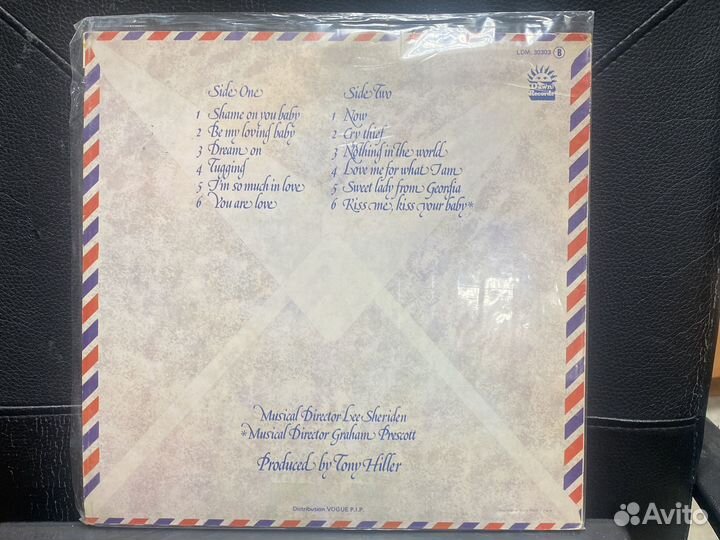 LDM. 30303 B
Dawn
Records
Side One
1 Shame on you baby
2 Be my loving baby
3 Dream on
4 Tugging
5 I'm so much in love
6 You are love
Side Two
1 Now
2 Cry thief
3 Nothing in the world
4 Love me for what I am
5 Sweet lady from Georgia
6 Kiss me, kiss your baby*
Musical Director Lee Sheriden
*Musical Director Graham Prescott
Produced by Tony Hiller
Distribution VOGUE P.I.P.
Avito